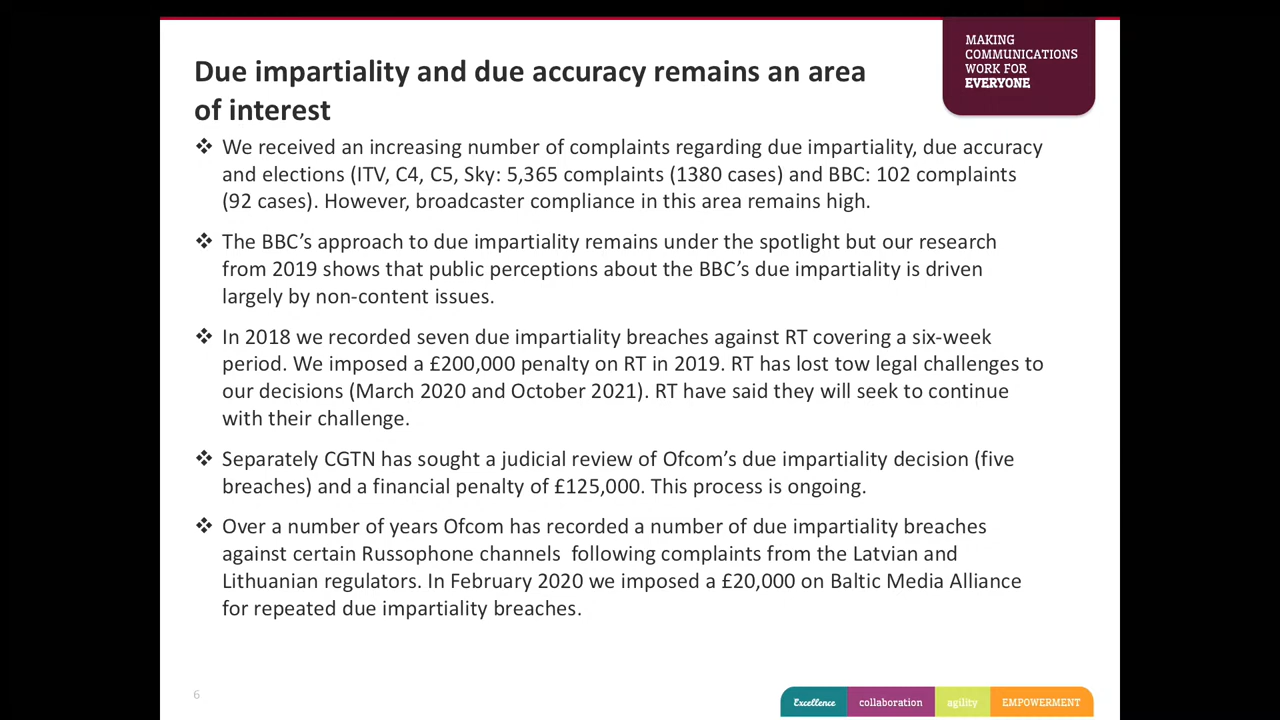 MAKING
COMMUNICATIONS
WORK FOR
EVERYONE
Due impartiality and due accuracy remains an area
of interest
❖ We received an increasing number of complaints regarding due impartiality, due accuracy
and elections (ITV, C4, C5, Sky: 5,365 complaints (1380 cases) and BBC: 102 complaints
(92 cases). However, broadcaster compliance in this area remains high.
❖ The BBC’s approach to due impartiality remains under the spotlight but our research
from 2019 shows that public perceptions about the BBC’s due impartiality is driven
largely by non-content issues.
❖ In 2018 we recorded seven due impartiality breaches against RT covering a six-week
period. We imposed a £200,000 penalty on RT in 2019. RT has lost tow legal challenges to
our decisions (March 2020 and October 2021). RT have said they will seek to continue
with their challenge.
❖ Separately CGTN has sought a judicial review of Ofcom’s due impartiality decision (five
breaches) and a financial penalty of £125,000. This process is ongoing.
❖ Over a number of years Ofcom has recorded a number of due impartiality breaches
against certain Russophone channels  following complaints from the Latvian and
Lithuanian regulators. In February 2020 we imposed a £20,000 on Baltic Media Alliance
for repeated due impartiality breaches.
6
Excellence collaboration agility EMPOWERMENT